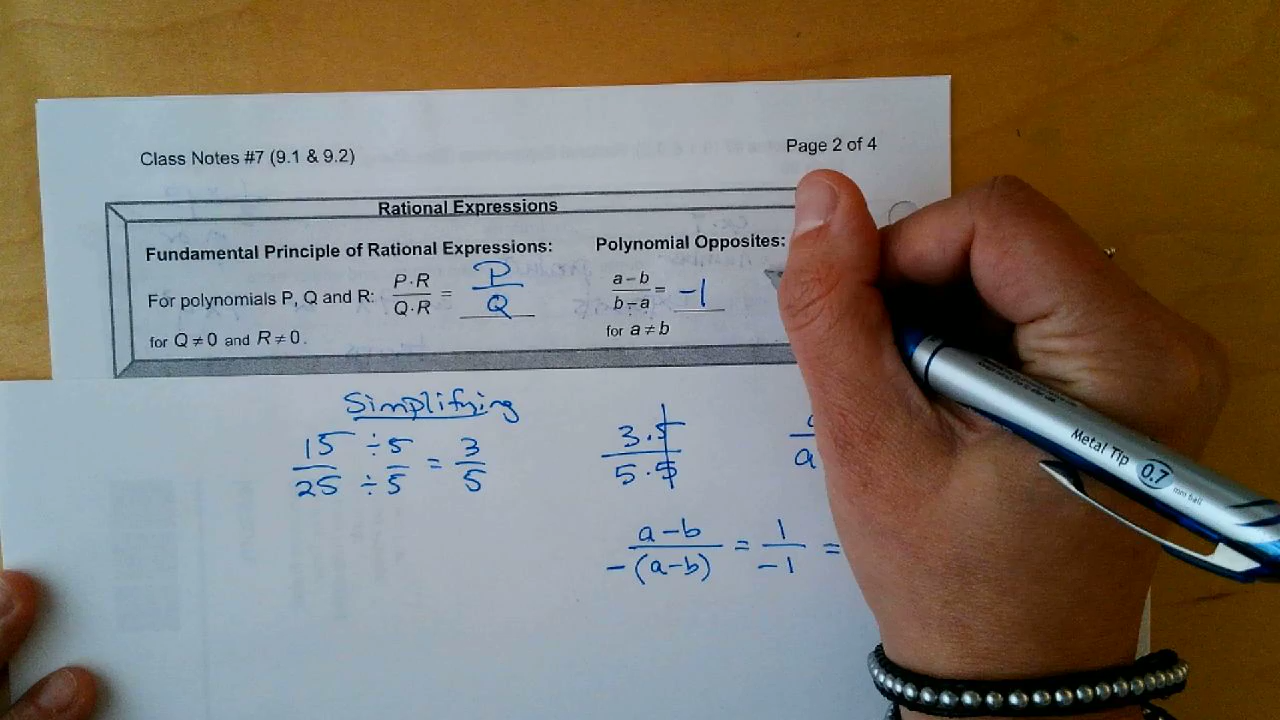 Class Notes #7 (9.1 & 9.2)
Page 2 of 4
Rational Expressions
Fundamental Principle of Rational Expressions:
For polynomials P, Q and R: P·R/Q·R = P/Q
for Q ≠ 0 and R ≠ 0.
Polynomial Opposites:
a-b/b-a = -1
for a ≠ b
Simplifying
15/25 ÷5/÷5 = 3/5
3·5/5·5
a
a-b/-(a-b) = 1/-1 =
Metal Tip 0.7 mm ball